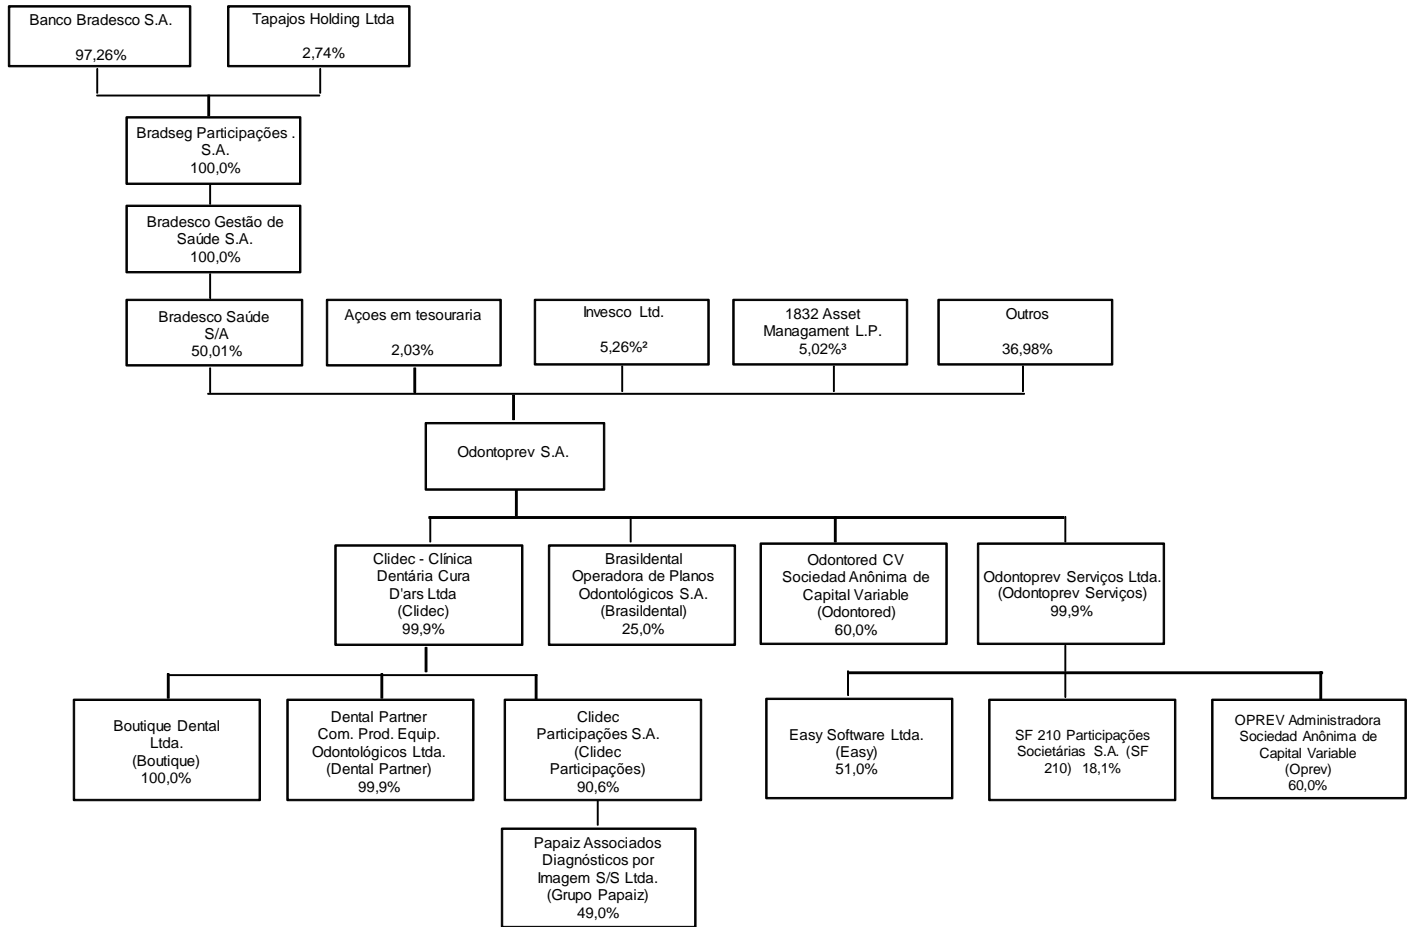 Banco Bradesco S.A.
97,26%
Tapajos Holding Ltda
2,74%
Bradseg Participações .
S.A.
100,0%
Bradesco Gestão de
Saúde S.A.
100,0%
Bradesco Saúde
S/A
50,01%
Açoes em tesouraria
2,03%
Invesco Ltd.
5,26%²
1832 Asset
Managament L.P.
5,02%³
Outros
36,98%
Odontoprev S.A.
Clidec - Clínica
Dentária Cura
D'ars Ltda
(Clidec)
99,9%
Brasildental
Operadora de Planos
Odontológicos S.A.
(Brasildental)
25,0%
Odontored CV
Sociedad Anônima de
Capital Variable
(Odontored)
60,0%
Odontoprev Serviços Ltda.
(Odontoprev Serviços)
99,9%
Boutique Dental
Ltda.
(Boutique)
100,0%
Dental Partner
Com. Prod. Equip.
Odontológicos Ltda.
(Dental Partner)
99,9%
Clidec
Participações S.A.
(Clidec
Participações)
90,6%
Easy Software Ltda.
(Easy)
51,0%
SF 210 Participações
Societárias S.A. (SF
210) 18,1%
OPREV Administradora
Sociedad Anônima de
Capital Variable
(Oprev)
60,0%
Papaiz Associados
Diagnósticos por
Imagem S/S Ltda.
(Grupo Papaiz)
49,0%